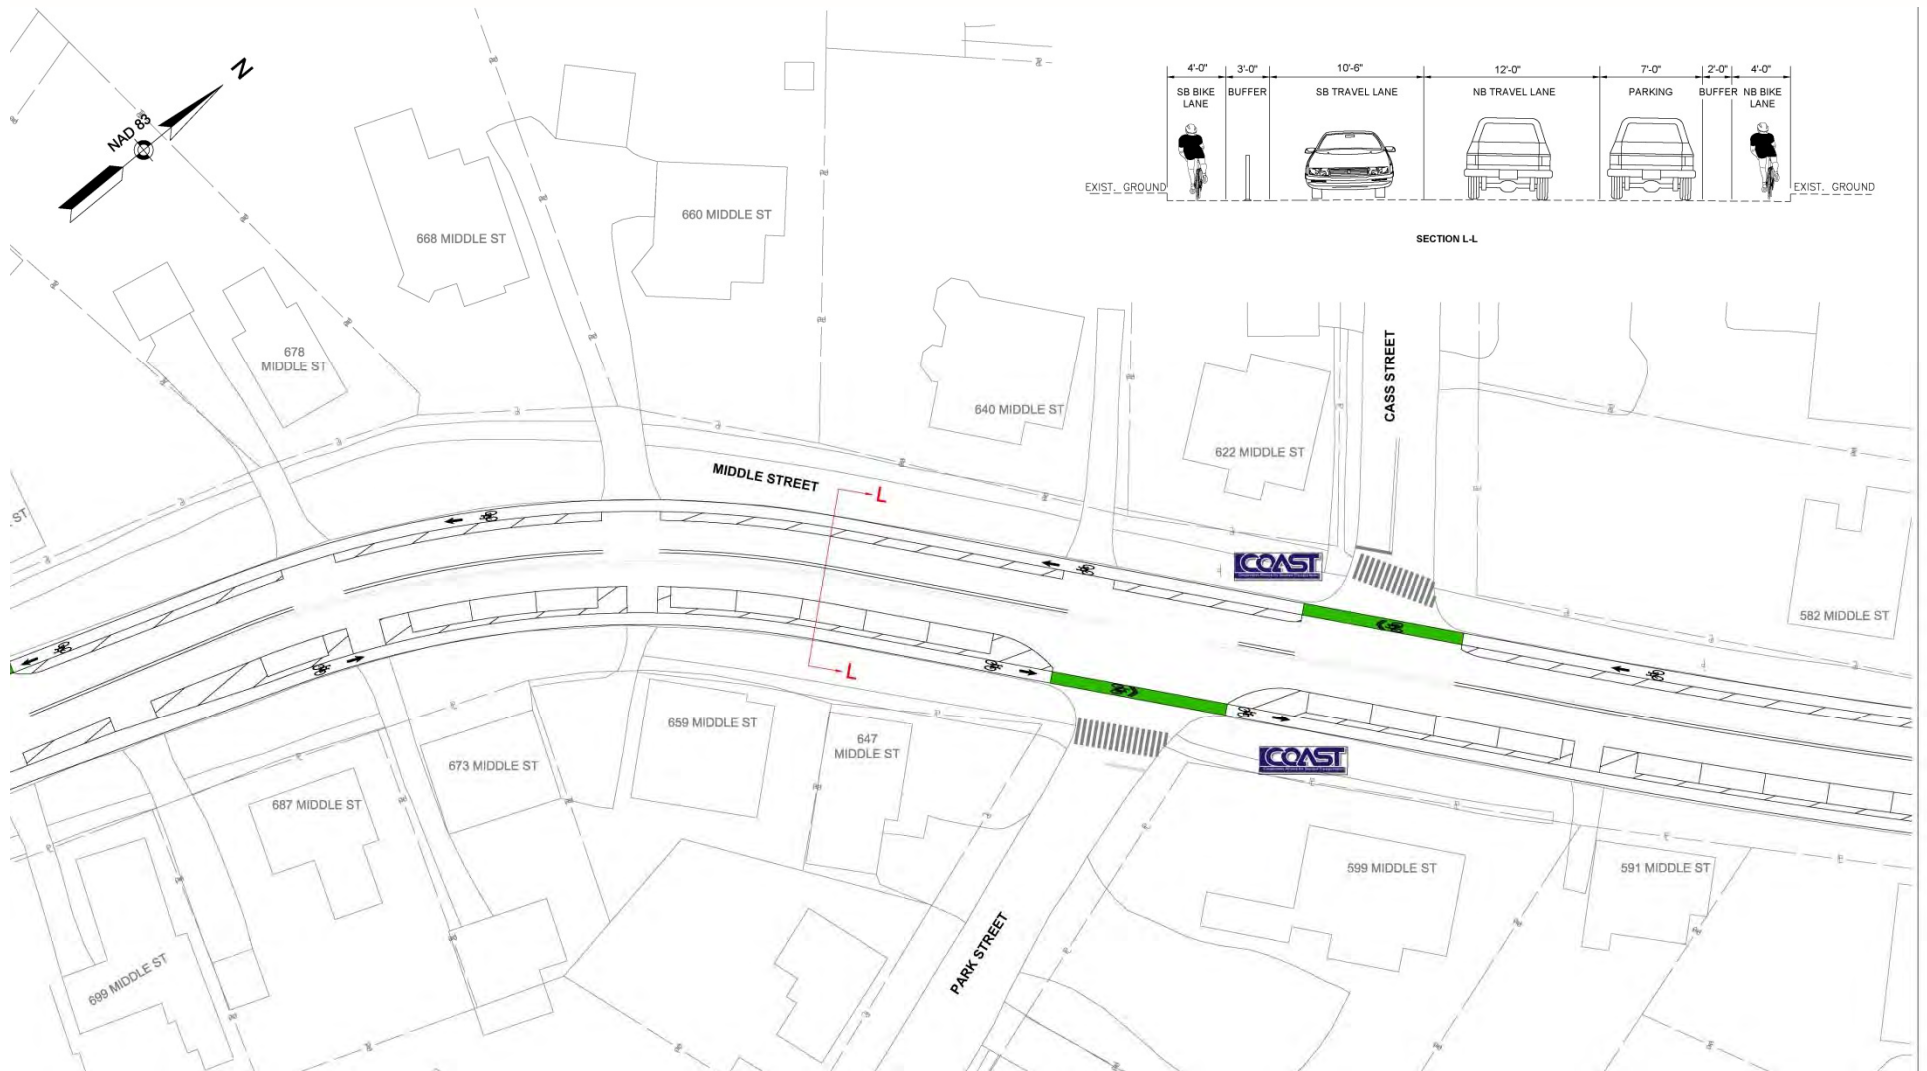 N
NAD 83
4'-0"
3'-0"
10'-6"
12'-0"
7'-0"
2'-0"
4'-0"
SB BIKE
LANE
BUFFER
SB TRAVEL LANE
NB TRAVEL LANE
PARKING
BUFFER
NB BIKE
LANE
EXIST. GROUND
EXIST. GROUND
SECTION L-L
660 MIDDLE ST
668 MIDDLE ST
678
MIDDLE ST
640 MIDDLE ST
CASS STREET
622 MIDDLE ST
MIDDLE STREET
L
ST
COAST
582 MIDDLE ST
L
659 MIDDLE ST
647
MIDDLE ST
673 MIDDLE ST
COAST
687 MIDDLE ST
599 MIDDLE ST
591 MIDDLE ST
PARK STREET
699 MIDDLE ST